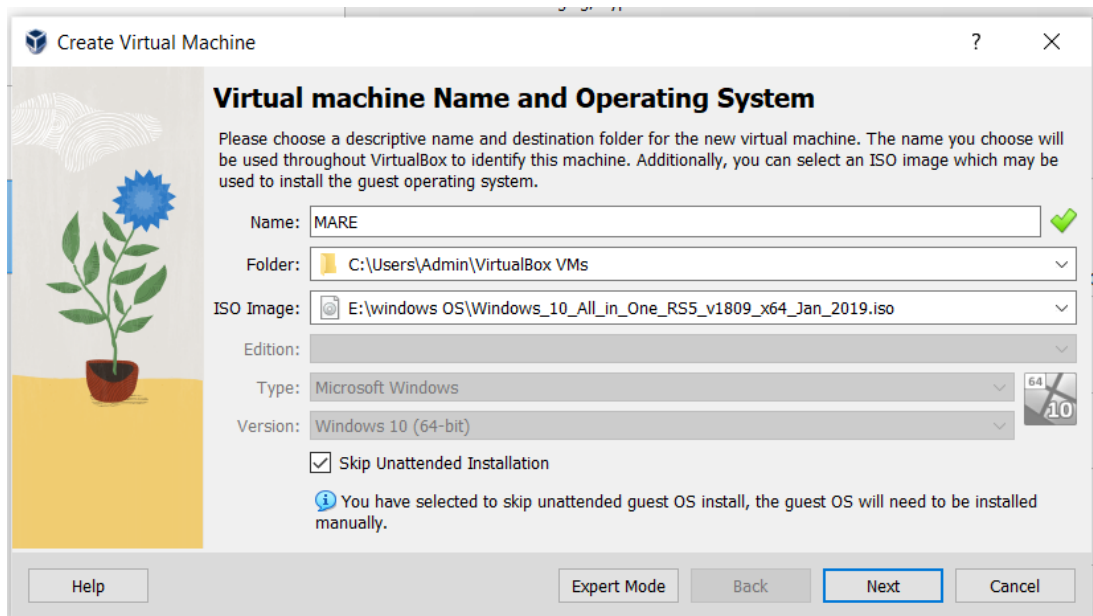 Create Virtual Machine
?
Virtual machine Name and Operating System
Please choose a descriptive name and destination folder for the new virtual machine. The name you choose will
be used throughout VirtualBox to identify this machine. Additionally, you can select an ISO image which may be
used to install the guest operating system.
Name: MARE
Folder: C:\Users\Admin\VirtualBox VMs
ISO Image: E:\windows OS\Windows_10_All_in_One_RS5_v1809_x64_Jan_2019.iso
Edition:
Type: Microsoft Windows
64
10
Version: Windows 10 (64-bit)
Skip Unattended Installation
You have selected to skip unattended guest OS install, the guest OS will need to be installed
manually.
Help Expert Mode Back Next Cancel